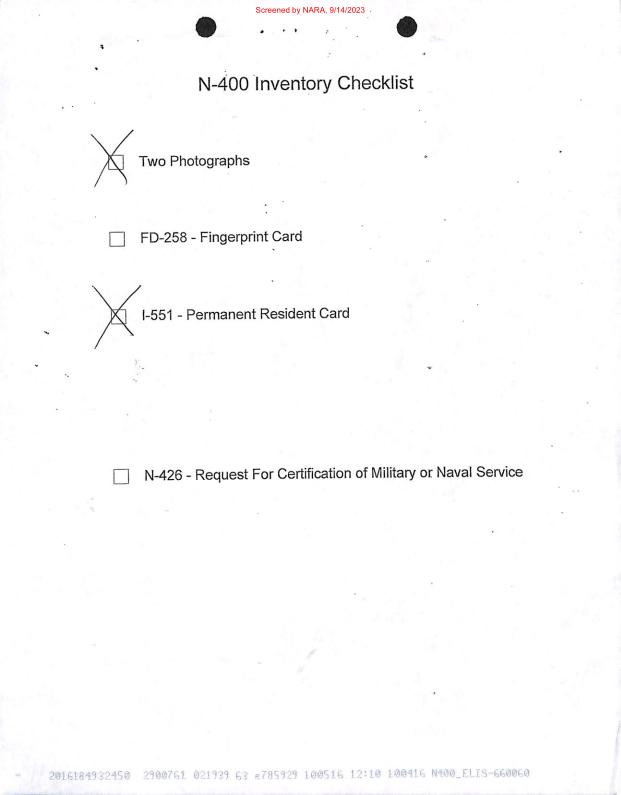 Screened by NARA, 9/14/2023
N-400 Inventory Checklist
Two Photographs
FD-258 - Fingerprint Card
I-551 - Permanent Resident Card
N-426 - Request For Certification of Military or Naval Service
2016184932450 2900761 021939 63 e785929 100516 12:10 100416 N400_ELIS-660060